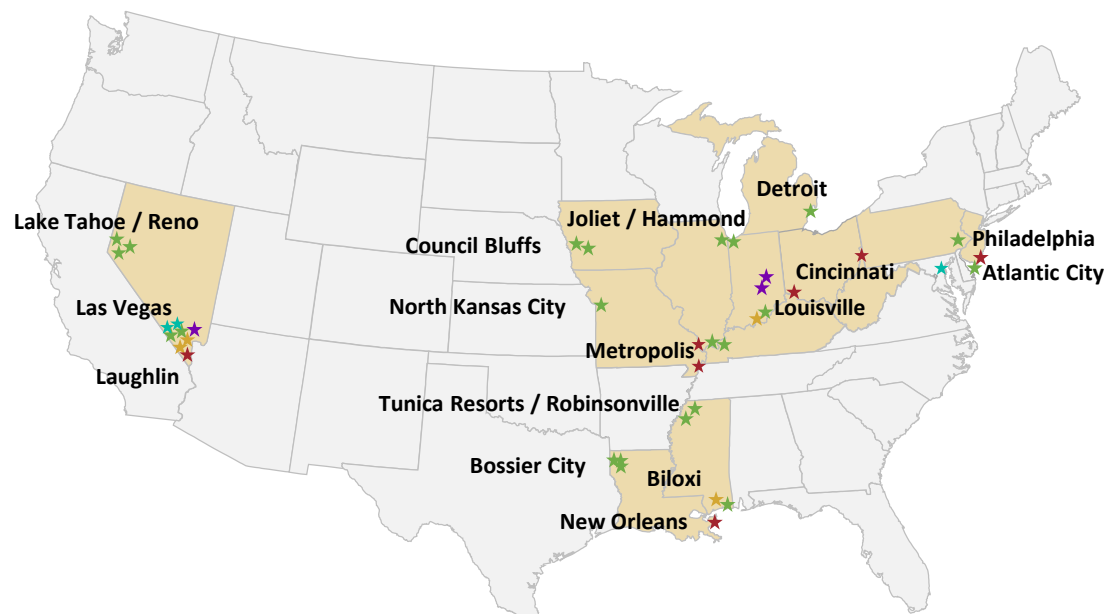 Detroit
Lake Tahoe / Reno
Joliet / Hammond
Council Bluffs
Philadelphia
Cincinnati
Atlantic City
Las Vegas
North Kansas City
Louisville
Metropolis
Laughlin
Tunica Resorts / Robinsonville
Bossier City
Biloxi
New Orleans